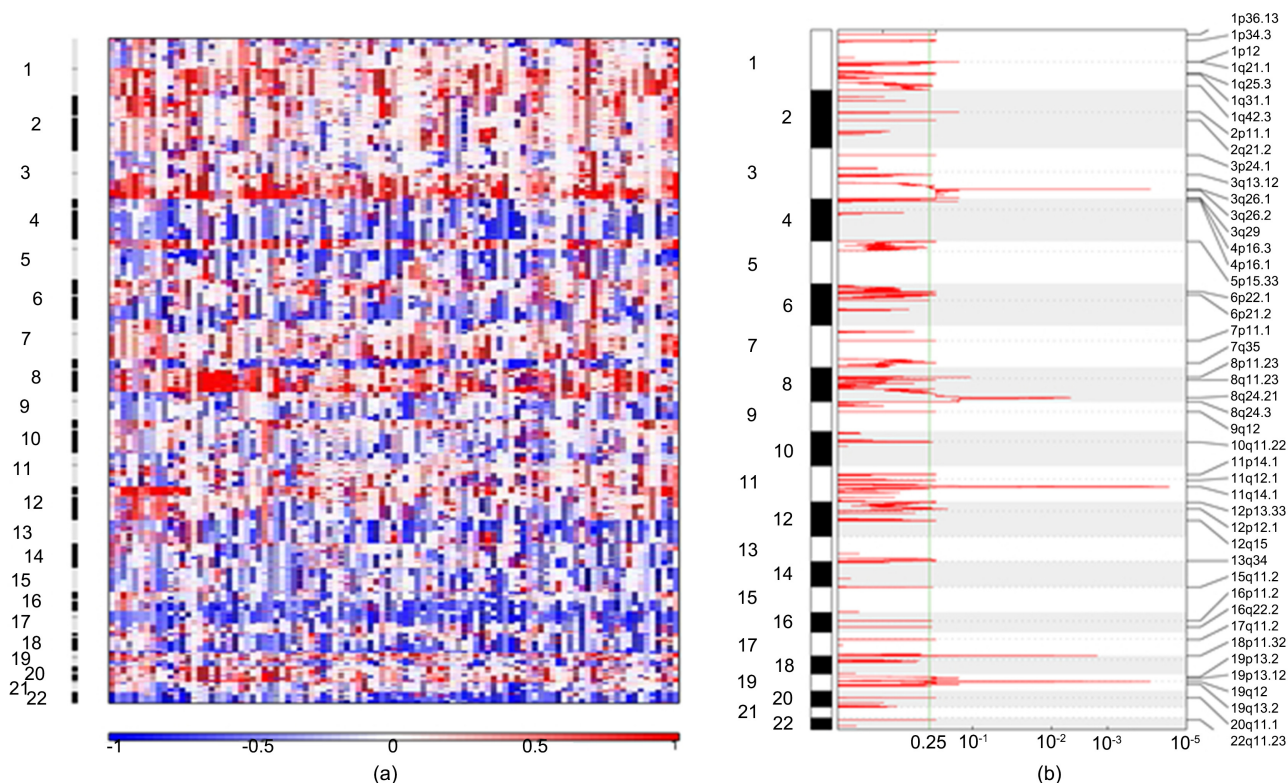 1
2
3
4
5
6
7
8
9
10
11
12
13
14
15
16
17
18
19
20
21
22
-1 -0.5 0 0.5 1
(a)
1
2
3
4
5
6
7
8
9
10
11
12
13
14
15
16
17
18
19
20
21
22
0.25 10⁻¹ 10⁻² 10⁻³ 10⁻⁵
1p36.13
1p34.3
1p12
1q21.1
1q25.3
1q31.1
1q42.3
2p11.1
2q21.2
3p24.1
3q13.12
3q26.1
3q26.2
3q29
4p16.3
4p16.1
5p15.33
6p22.1
6p21.2
7p11.1
7q35
8p11.23
8q11.23
8q24.21
8q24.3
9q12
10q11.22
11p14.1
11q12.1
11q14.1
12p13.33
12p12.1
12q15
13q34
15q11.2
16p11.2
16q22.2
17q11.2
18p11.32
19p13.2
19p13.12
19q12
19q13.2
20q11.1
22q11.23
(b)